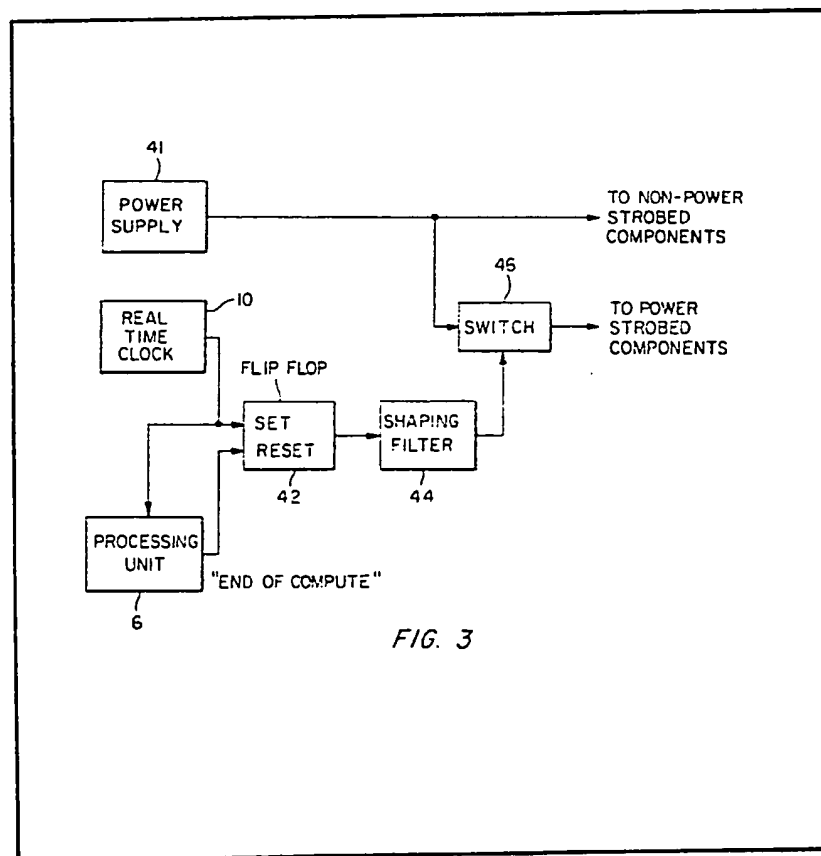 41
POWER
SUPPLY
TO NON-POWER
STROBED
COMPONENTS
46
SWITCH
TO POWER
STROBED
COMPONENTS
10
REAL
TIME
CLOCK
FLIP FLOP
SET
RESET
42
SHAPING
FILTER
44
PROCESSING
UNIT
6
"END OF COMPUTE"
FIG. 3